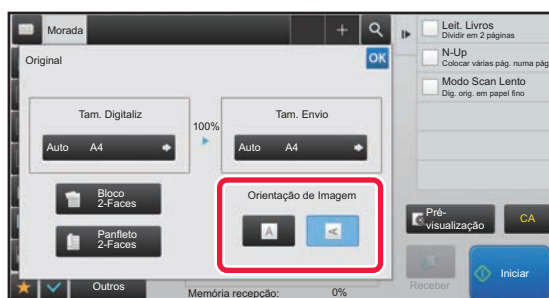 Morada
Original
OK
Tam. Digitaliz
100%
Tam. Envio
Auto A4
Auto A4
Bloco
2-Faces
Panfleto
2-Faces
Orientação de Imagem
A
A
Outros
Memória recepção: 0%
Leit. Livros
Dividir em 2 páginas
N-Up
Colocar várias pág. numa pág
Modo Scan Lento
Dig. orig. em papel fino
Pré-
visualização
CA
Receber
Iniciar